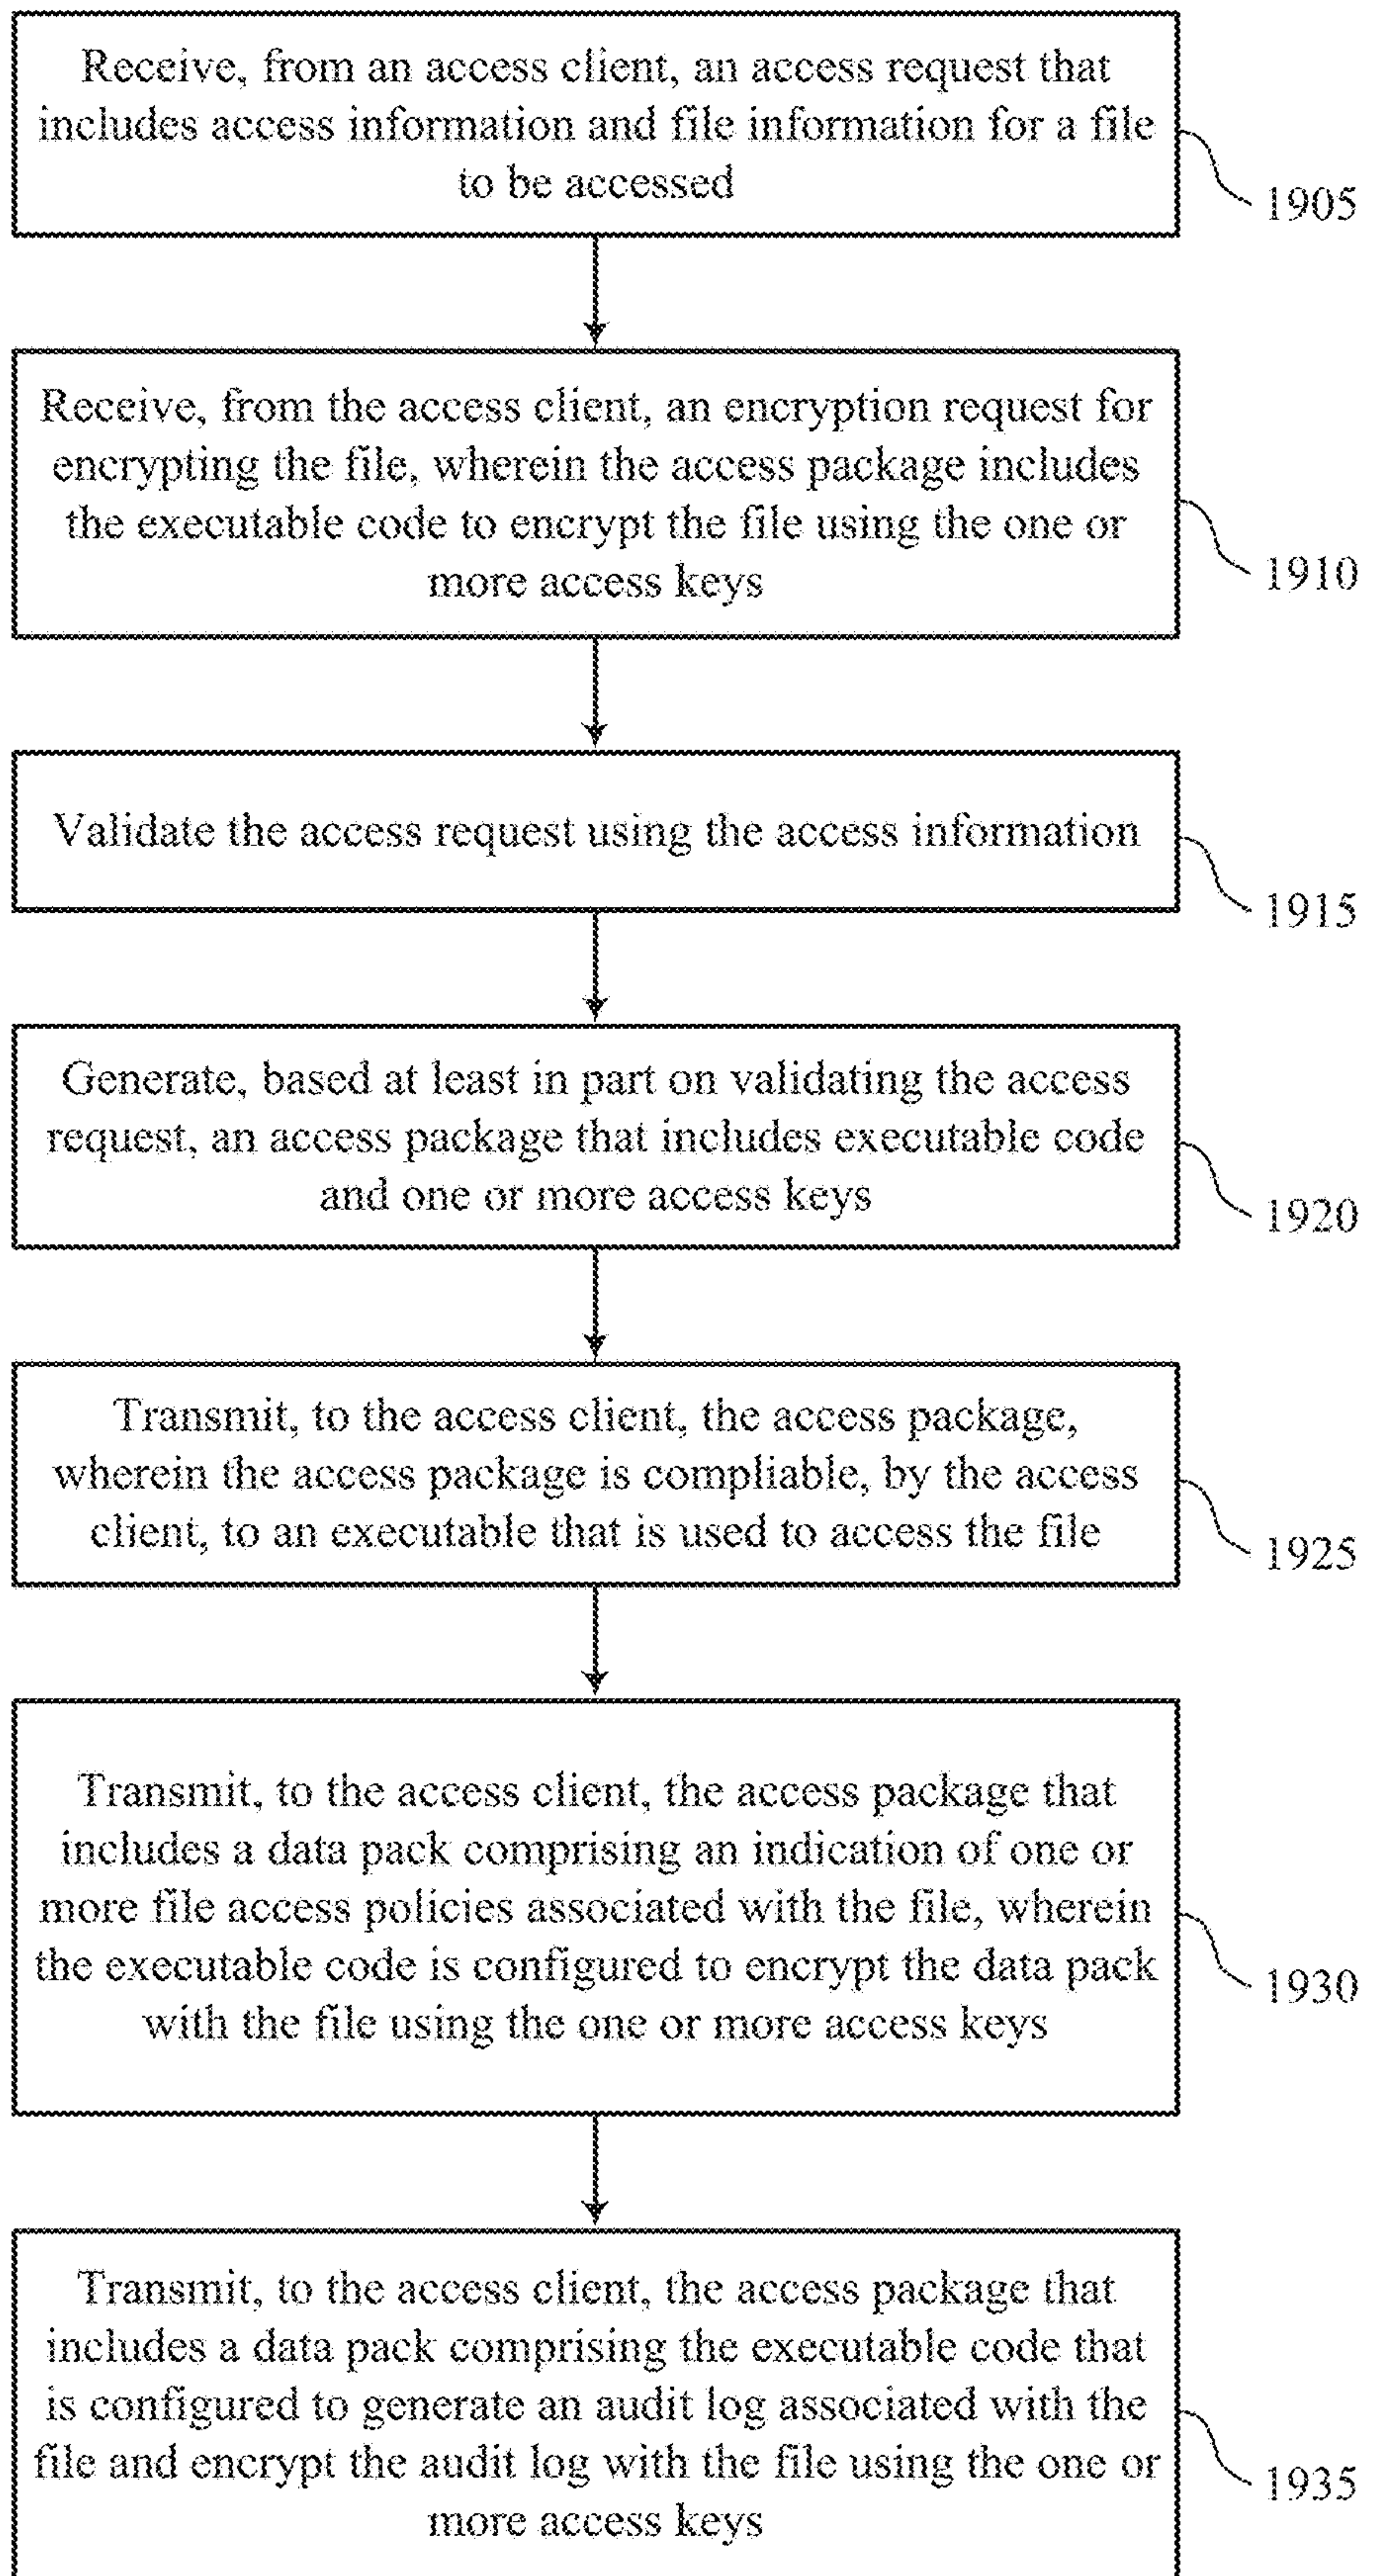 Receive, from an access client, an access request that
includes access information and file information for a file
to be accessed
1905
Receive, from the access client, an encryption request for
encrypting the file, wherein the access package includes
the executable code to encrypt the file using the one or
more access keys
1910
Validate the access request using the access information
1915
Generate, based at least in part on validating the access
request, an access package that includes executable code
and one or more access keys
1920
Transmit, to the access client, the access package,
wherein the access package is compliable, by the access
client, to an executable that is used to access the file
1925
Transmit, to the access client, the access package that
includes a data pack comprising an indication of one or
more file access policies associated with the file, wherein
the executable code is configured to encrypt the data pack
with the file using the one or more access keys
1930
Transmit, to the access client, the access package that
includes a data pack comprising the executable code that
is configured to generate an audit log associated with the
file and encrypt the audit log with the file using the one or
more access keys
1935